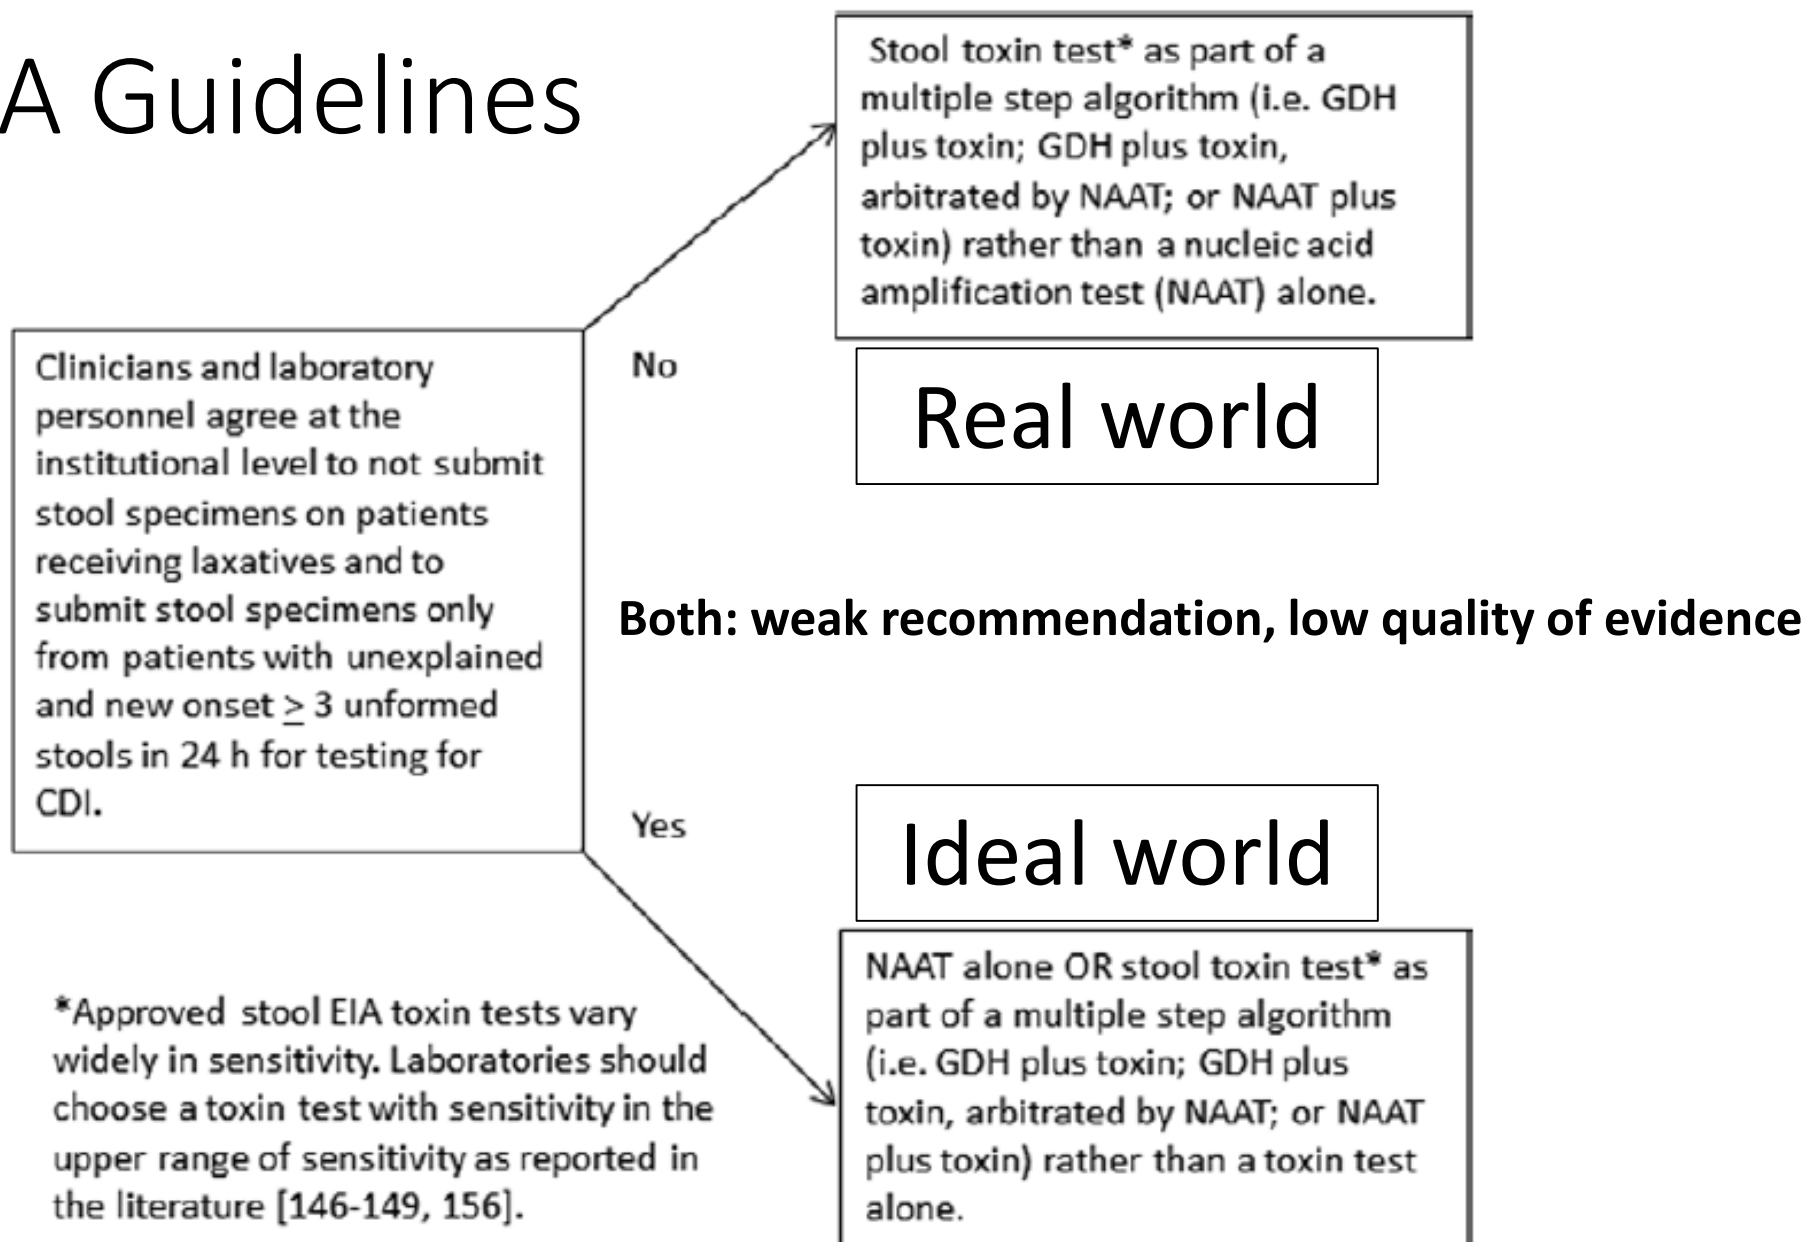 A Guidelines
Stool toxin test* as part of a
multiple step algorithm (i.e. GDH
plus toxin; GDH plus toxin,
arbitrated by NAAT; or NAAT plus
toxin) rather than a nucleic acid
amplification test (NAAT) alone.
Clinicians and laboratory
personnel agree at the
institutional level to not submit
stool specimens on patients
receiving laxatives and to
submit stool specimens only
from patients with unexplained
and new onset ≥ 3 unformed
stools in 24 h for testing for
CDI.
No
Real world
Both: weak recommendation, low quality of evidence
Yes
Ideal world
NAAT alone OR stool toxin test* as
part of a multiple step algorithm
(i.e. GDH plus toxin; GDH plus
toxin, arbitrated by NAAT; or NAAT
plus toxin) rather than a toxin test
alone.
*Approved stool EIA toxin tests vary
widely in sensitivity. Laboratories should
choose a toxin test with sensitivity in the
upper range of sensitivity as reported in
the literature [146-149, 156].